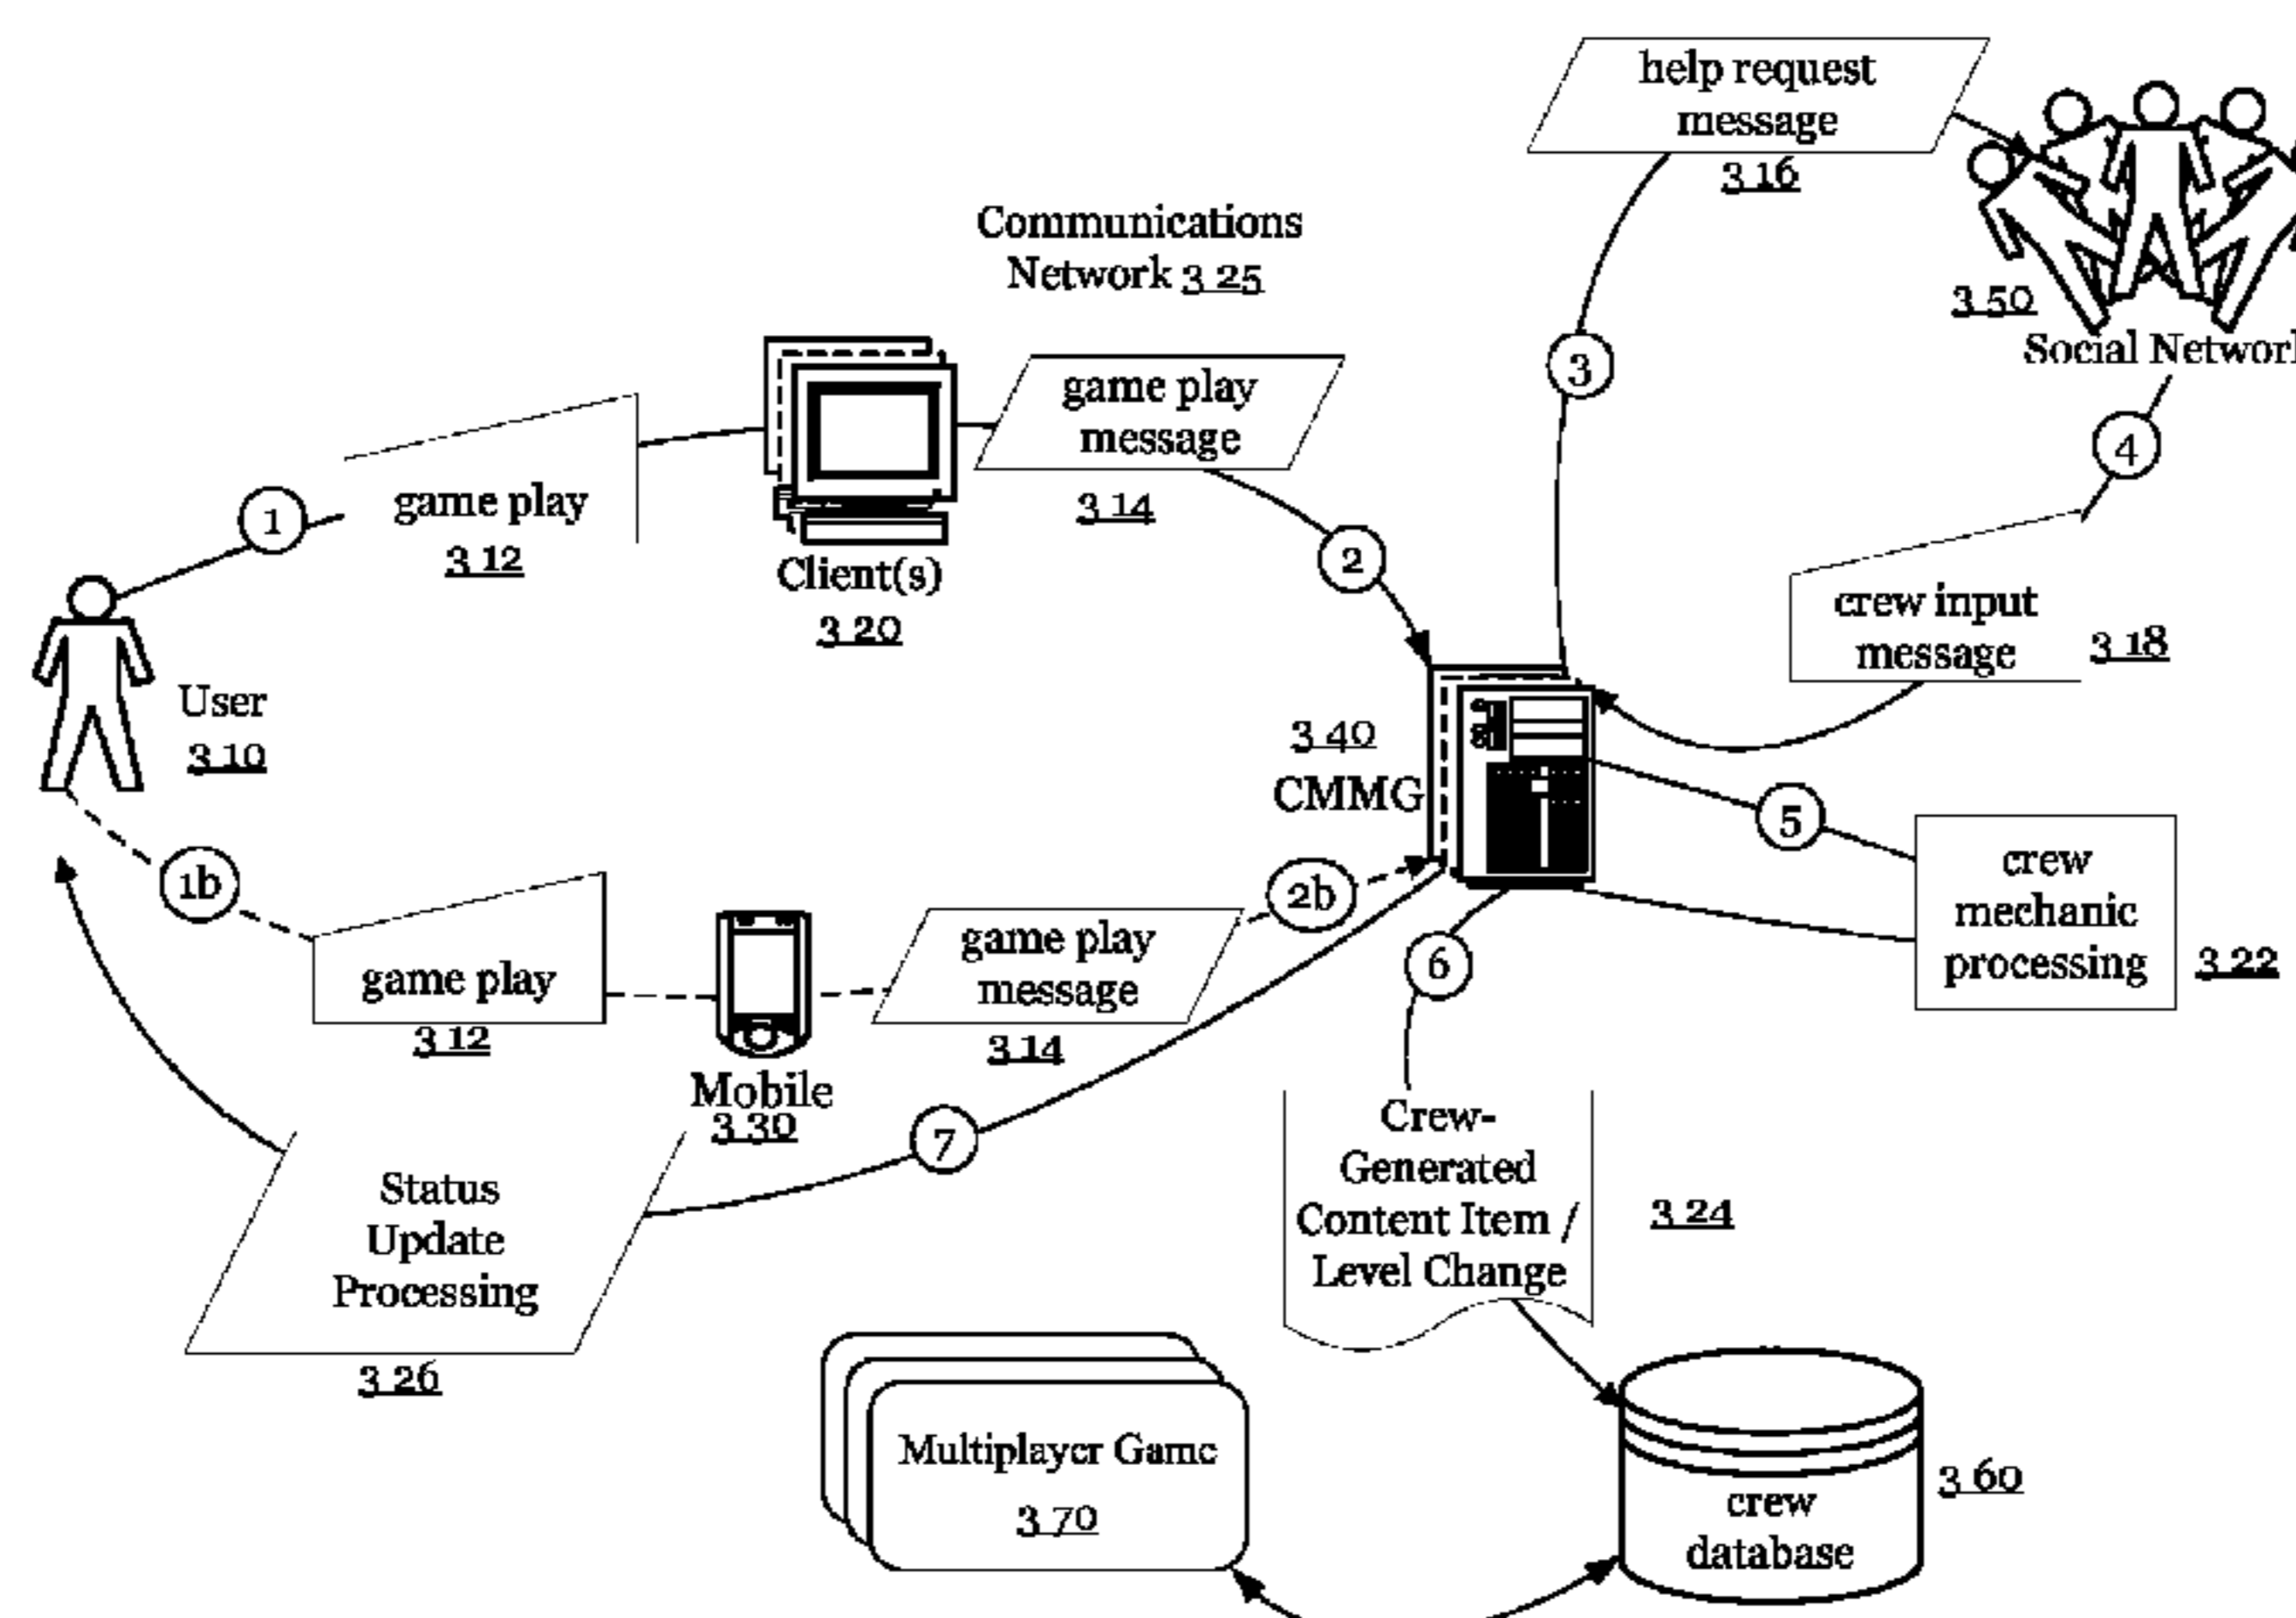 help request
message
3 16
Communications
Network 3 25
3 50
Social Network
3
game play
message
3 14
4
game play
3 12
1
2
Client(s)
3 20
crew input
message
3 18
User
3 10
3 40
CMMG
5
crew
mechanic
processing
3 22
1b
2b
game play
3 12
game play
message
3 14
6
Mobile
3 30
7
Crew-
Generated
Content Item /
Level Change
3 24
Status
Update
Processing
3 26
Multiplayer Game
3 70
crew
database
3 60